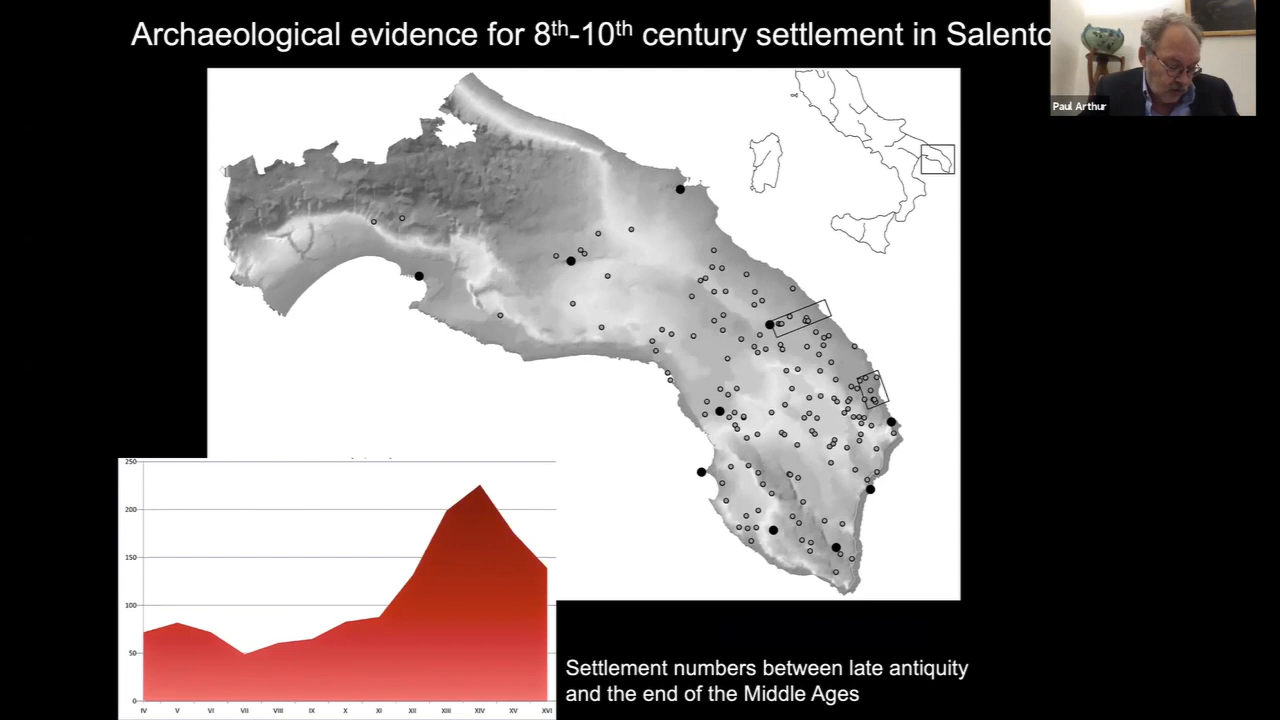 Archaeological evidence for 8th-10th century settlement in Salento
Paul Arthur
250
200
150
100
50
0
IV V VI VII VIII IX X XI XII XIII XIV XV XVI
Settlement numbers between late antiquity
and the end of the Middle Ages